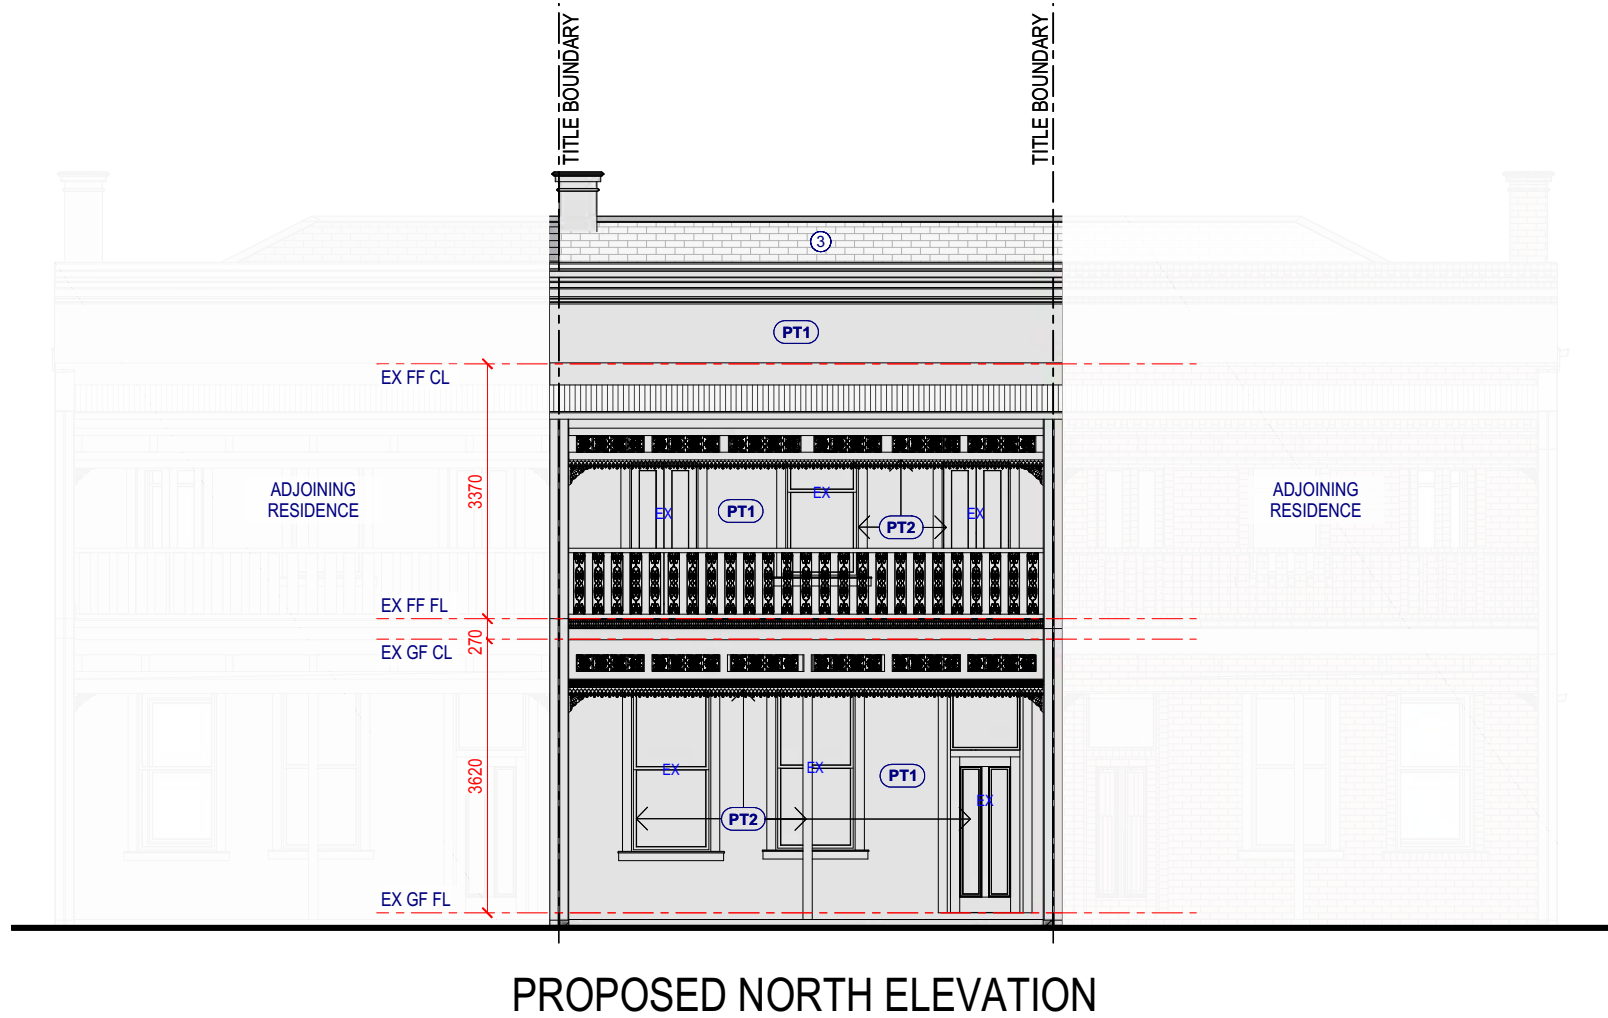 TITLE BOUNDARY
TITLE BOUNDARY
3
PT1
EX FF CL
3370
ADJOINING
RESIDENCE
EX
PT1
EX
PT2
EX
ADJOINING
RESIDENCE
EX FF FL
270
EX GF CL
3620
EX
EX
PT1
EX
PT2
EX GF FL
PROPOSED NORTH ELEVATION